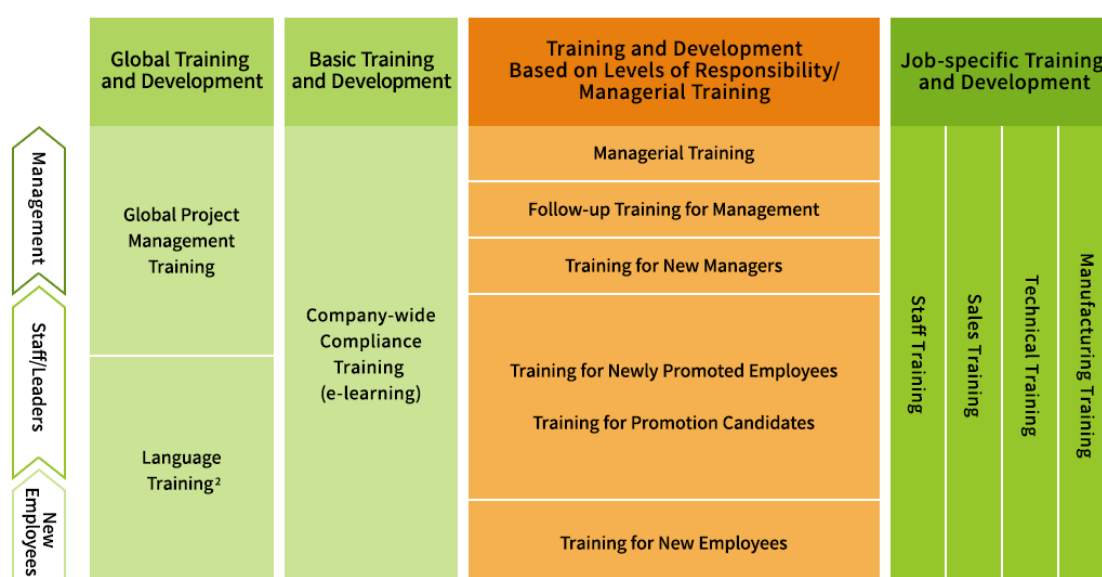 Global Training
and Development
Basic Training
and Development
Training and Development
Based on Levels of Responsibility/
Managerial Training
Job-specific Training
and Development
Management
Staff/Leaders
New
Employees
Global Project
Management
Training
Language
Training²
Company-wide
Compliance
Training
(e-learning)
Managerial Training
Follow-up Training for Management
Training for New Managers
Training for Newly Promoted Employees
Training for Promotion Candidates
Training for New Employees
Staff Training
Sales Training
Technical Training
Manufacturing Training